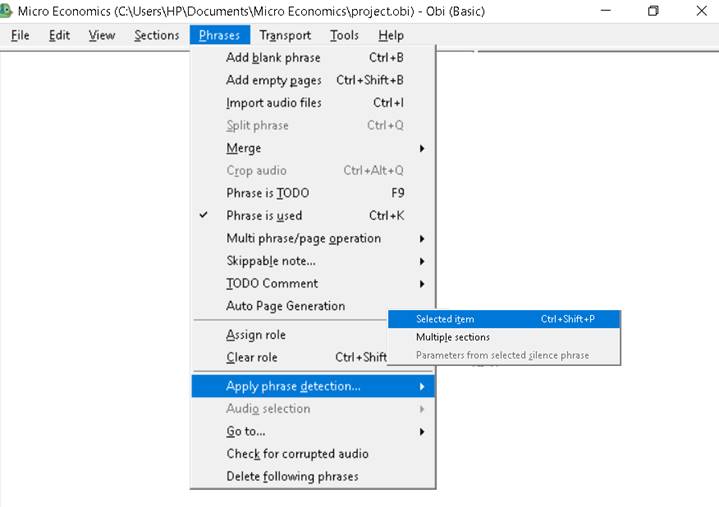 Micro Economics (C:\Users\HP\Documents\Micro Economics\project.obi) - Obi (Basic)
File Edit View Sections Phrases Transport Tools Help
Add blank phrase Ctrl+B
Add empty pages Ctrl+Shift+B
Import audio files Ctrl+I
Split phrase Ctrl+Q
Merge
Crop audio Ctrl+Alt+Q
Phrase is TODO F9
Phrase is used Ctrl+K
Multi phrase/page operation
Skippable note...
TODO Comment
Auto Page Generation
Assign role
Clear role Ctrl+Shift
Apply phrase detection...
Audio selection
Go to...
Check for corrupted audio
Delete following phrases
Selected item Ctrl+Shift+P
Multiple sections
Parameters from selected silence phrase